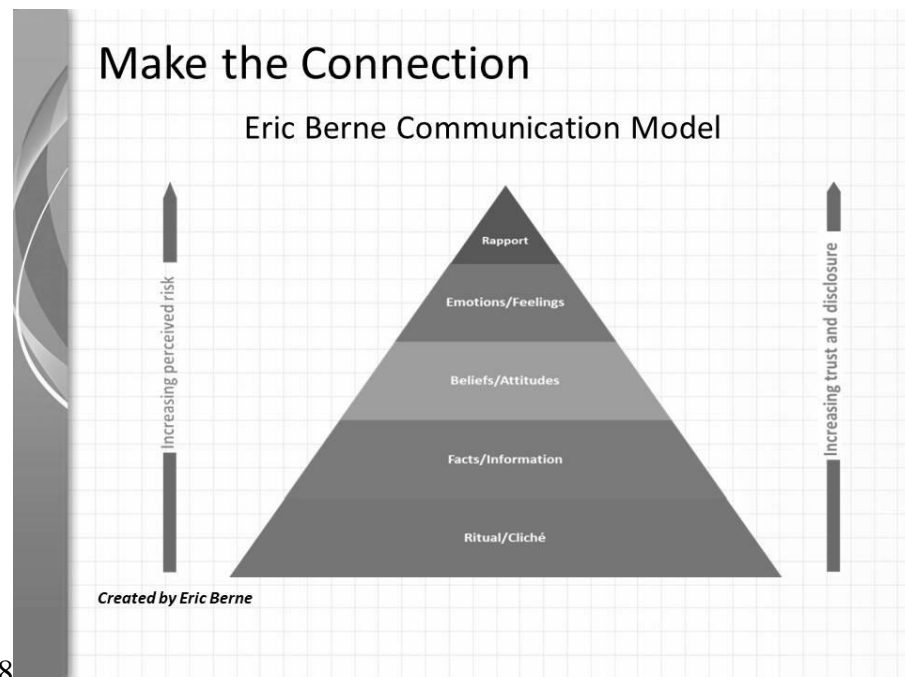 Make the Connection
Eric Berne Communication Model
Increasing perceived risk
Increasing trust and disclosure
Rapport
Emotions/Feelings
Beliefs/Attitudes
Facts/Information
Ritual/Cliché
Created by Eric Berne
8